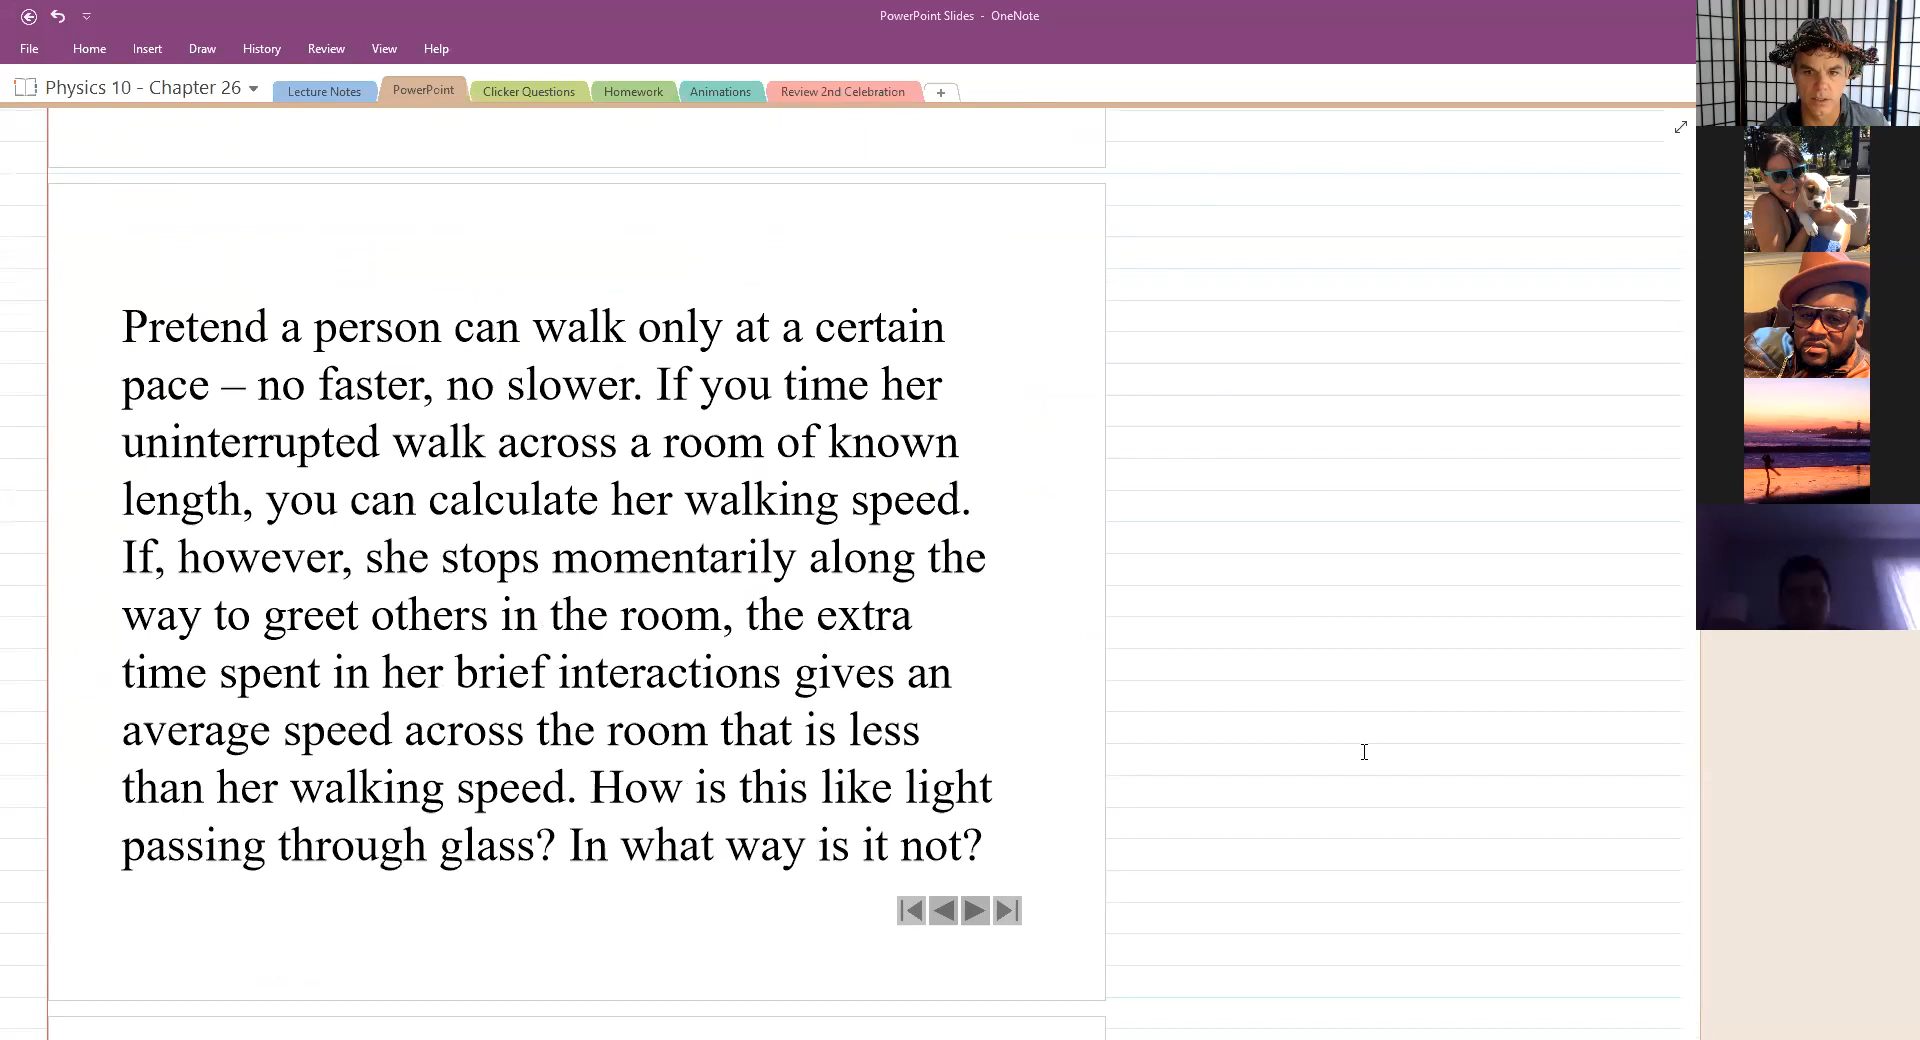 PowerPoint Slides - OneNote
File Home Insert Draw History Review View Help
Physics 10 - Chapter 26 Lecture Notes PowerPoint Clicker Questions Homework Animations Review 2nd Celebration +
Pretend a person can walk only at a certain
pace – no faster, no slower. If you time her
uninterrupted walk across a room of known
length, you can calculate her walking speed.
If, however, she stops momentarily along the
way to greet others in the room, the extra
time spent in her brief interactions gives an
average speed across the room that is less
than her walking speed. How is this like light
passing through glass? In what way is it not?